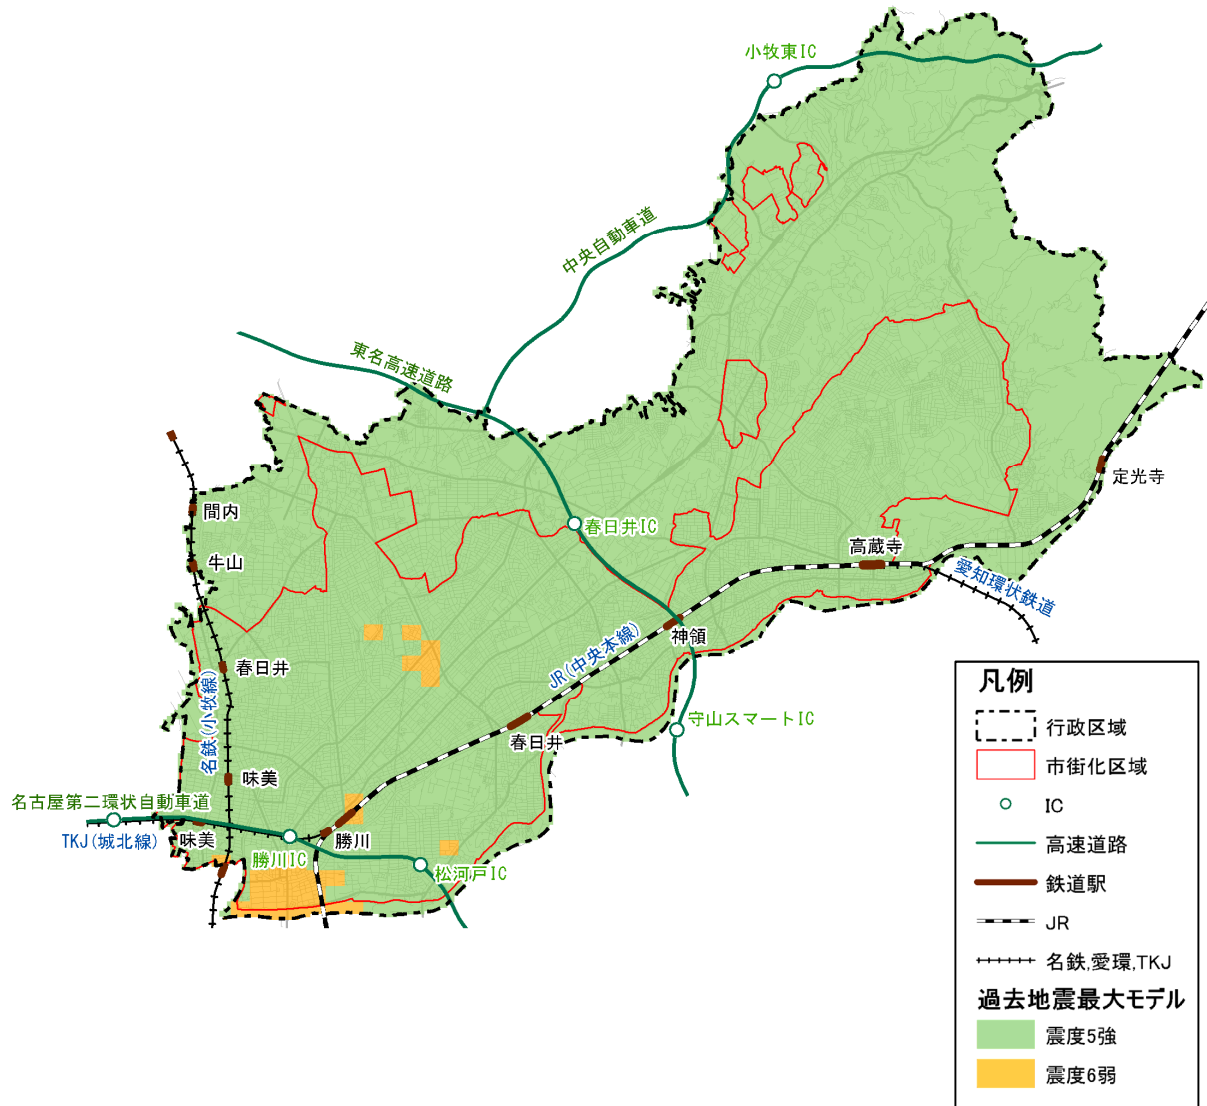 小牧東IC
中央自動車道
東名高速道路
間内
牛山
春日井IC
高蔵寺
定光寺
愛知環状鉄道
神領
JR(中央本線)
春日井
名鉄(小牧線)
守山スマートIC
春日井
味美
名古屋第二環状自動車道
TKJ(城北線)
味美
勝川IC
勝川
松河戸IC
凡例
行政区域
市街化区域
IC
高速道路
鉄道駅
JR
名鉄,愛環,TKJ
過去地震最大モデル
震度5強
震度6弱